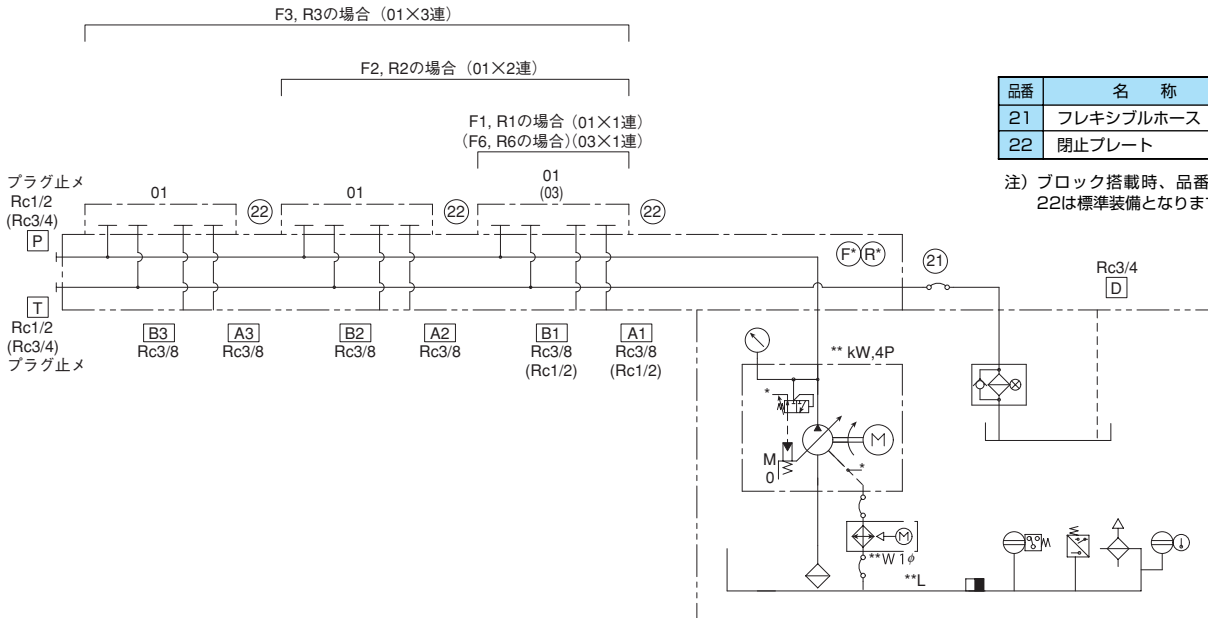 F3, R3の場合（01×3連）
F2, R2の場合（01×2連）
F1, R1の場合（01×1連）
(F6, R6の場合)（03×1連）
品番 名 称
21 フレキシブルホース
22 閉止プレート
注）ブロック搭載時、品番
22は標準装備となりま
プラグ止メ
Rc1/2
(Rc3/4)
P
01
22
01
22
01
(03)
22
F* R*
21
Rc3/4
D
T
Rc1/2
(Rc3/4)
プラグ止メ
B3
Rc3/8
A3
Rc3/8
B2
Rc3/8
A2
Rc3/8
B1
Rc3/8
(Rc1/2)
A1
Rc3/8
(Rc1/2)
** kW,4P
*
M
M
0
*
M
**W 1φ
**L